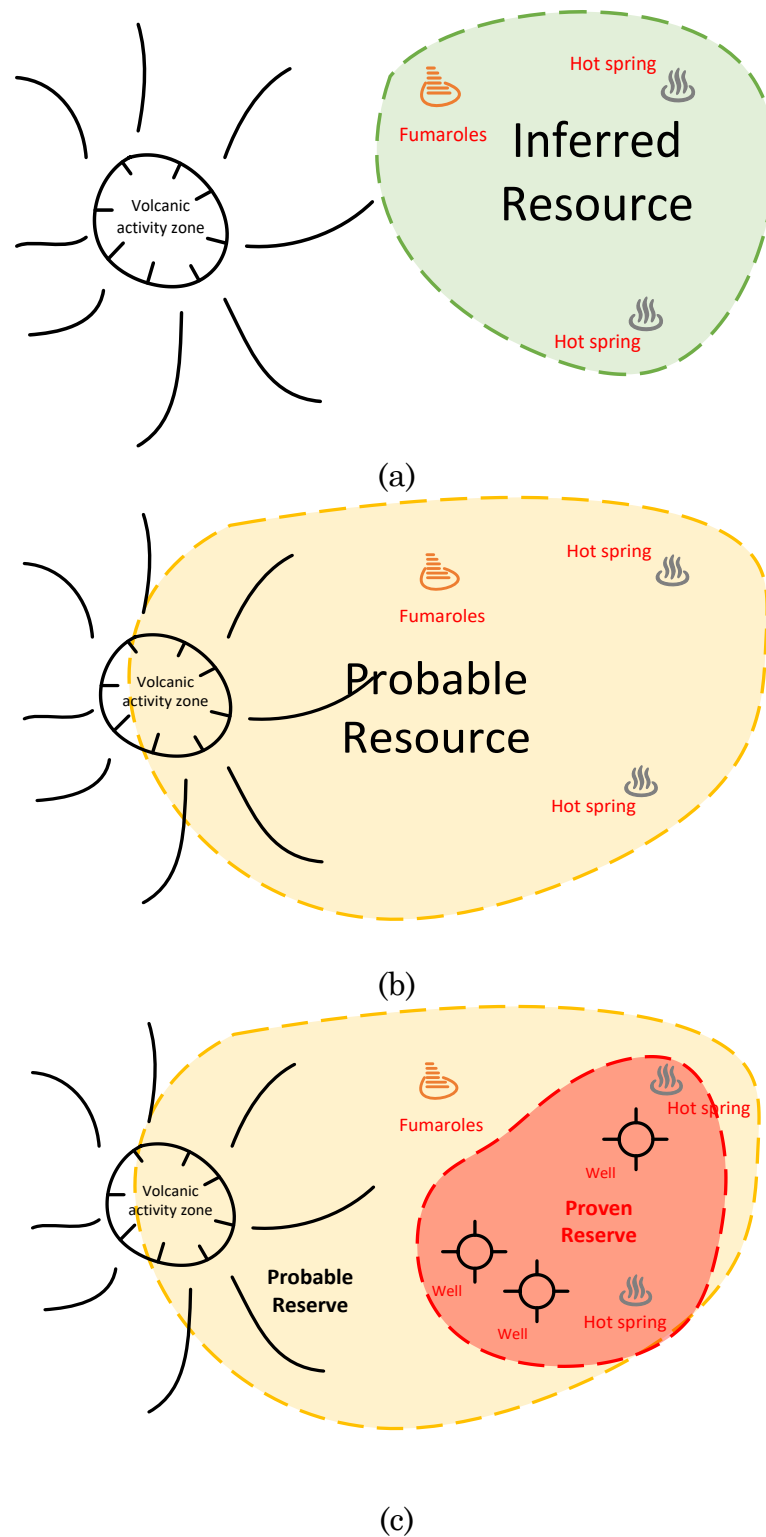 Hot spring
Fumaroles
Inferred
Resource
Volcanic
activity zone
Hot spring
(a)
Hot spring
Fumaroles
Probable
Resource
Volcanic
activity zone
Hot spring
(b)
Fumaroles
Hot spring
Well
Volcanic
activity zone
Proven
Reserve
Probable
Reserve
Well
Well
Hot spring
(c)